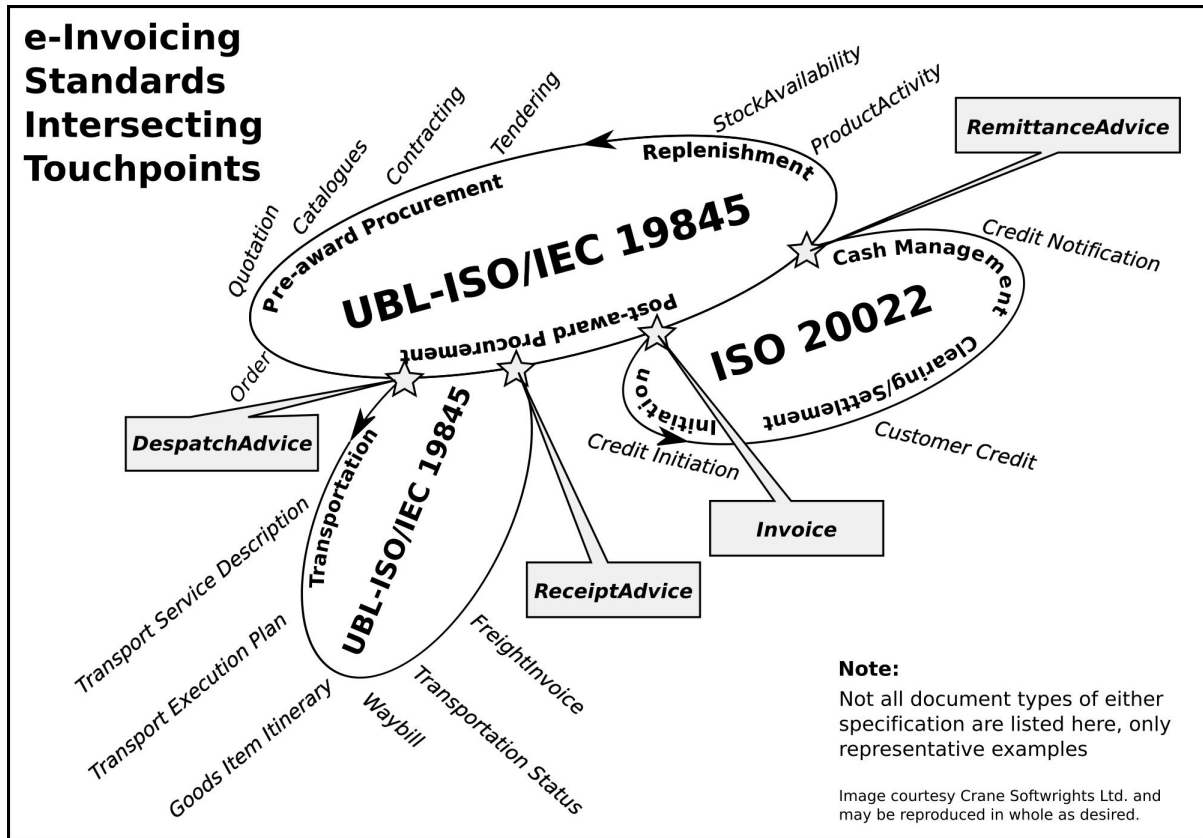 e-Invoicing
Standards
Intersecting
Touchpoints
Quotation
Catalogues
Contracting
Tendering
StockAvailability
ProductActivity
RemittanceAdvice
Replenishment
Pre-award Procurement
UBL-ISO/IEC 19845
Post-award Procurement
Credit Notification
Cash Management
ISO 20022
Clearing/Settlement
Initiation
Credit Initiation
Customer Credit
Order
DespatchAdvice
Transportation
UBL-ISO/IEC 19845
Invoice
ReceiptAdvice
Transport Service Description
Transport Execution Plan
Goods Item Itinerary
Waybill
Transportation Status
FreightInvoice
Note:
Not all document types of either
specification are listed here, only
representative examples
Image courtesy Crane Softwrights Ltd. and
may be reproduced in whole as desired.